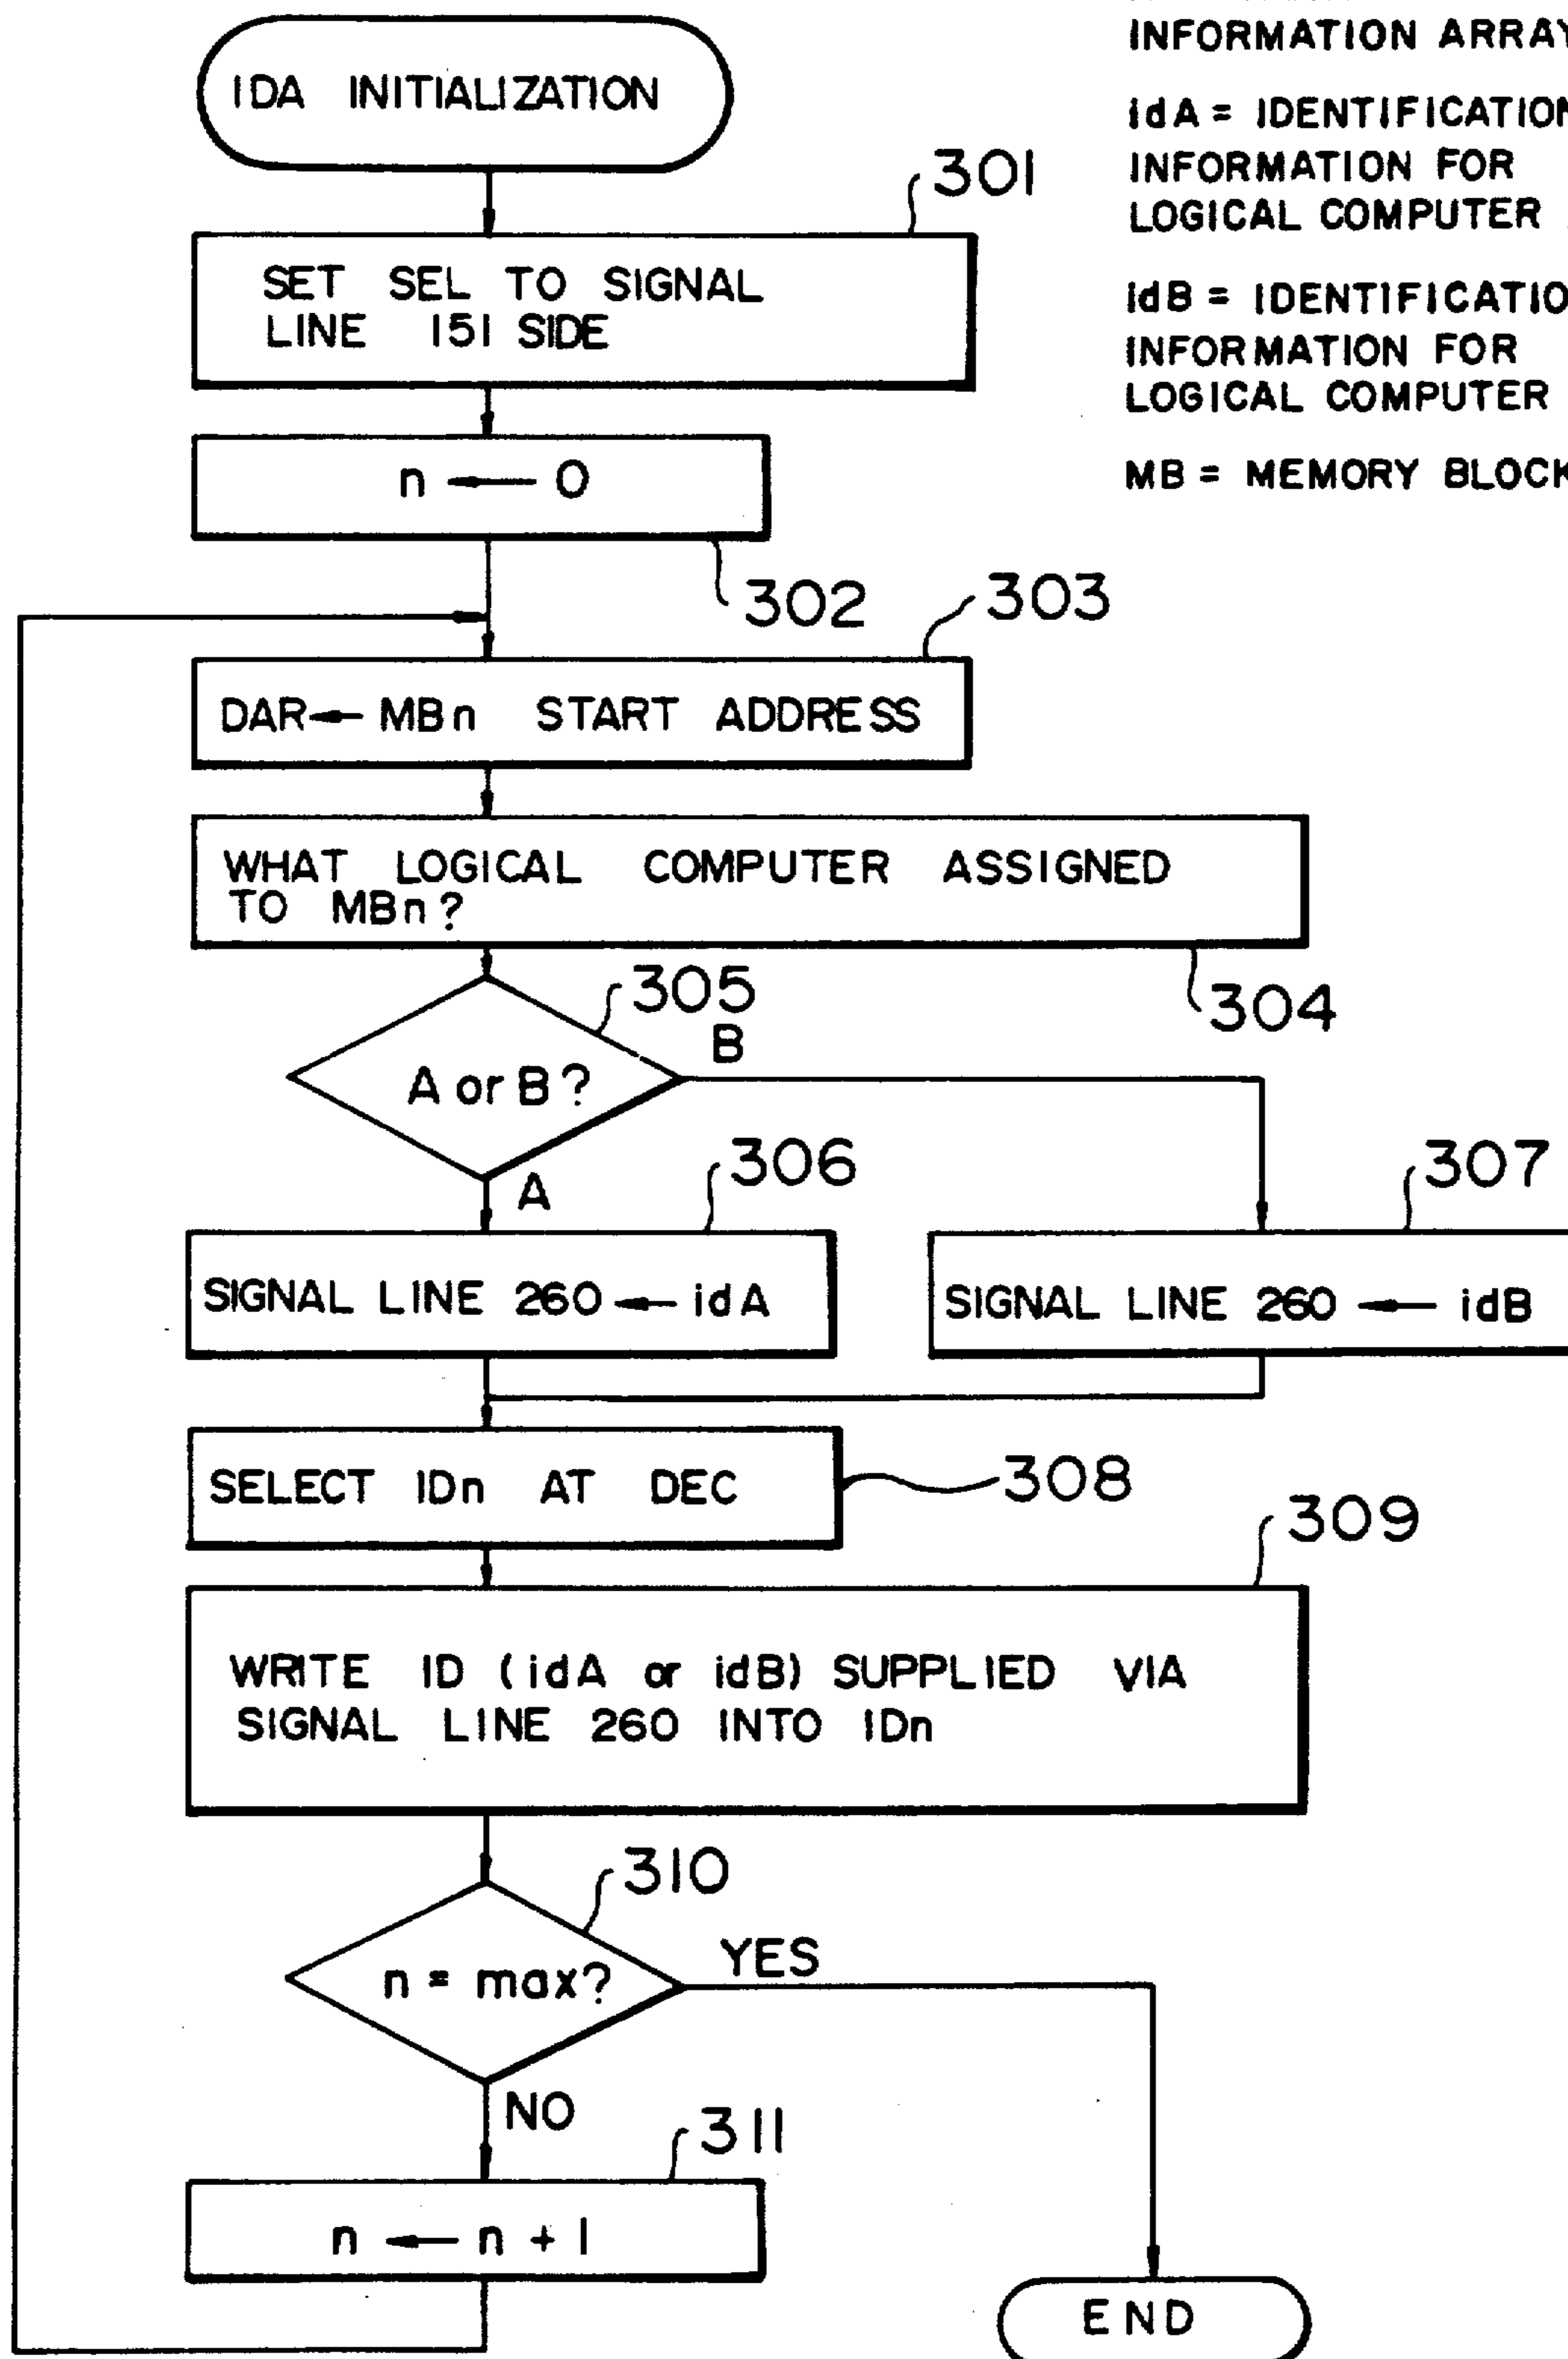 IDA INITIALIZATION
301
SET SEL TO SIGNAL
LINE 151 SIDE
n ← 0
302
303
DAR ← MBn START ADDRESS
WHAT LOGICAL COMPUTER ASSIGNED
TO MBn?
304
305
A or B?
B
A
306
SIGNAL LINE 260 ← idA
307
SIGNAL LINE 260 ← idB
SELECT IDn AT DEC
308
309
WRITE ID (idA or idB) SUPPLIED VIA
SIGNAL LINE 260 INTO IDn
310
n = max?
YES
NO
311
n ← n + 1
END
INFORMATION ARRAY
idA = IDENTIFICATION
INFORMATION FOR
LOGICAL COMPUTER
idB = IDENTIFICATIO
INFORMATION FOR
LOGICAL COMPUTER
MB = MEMORY BLOCK